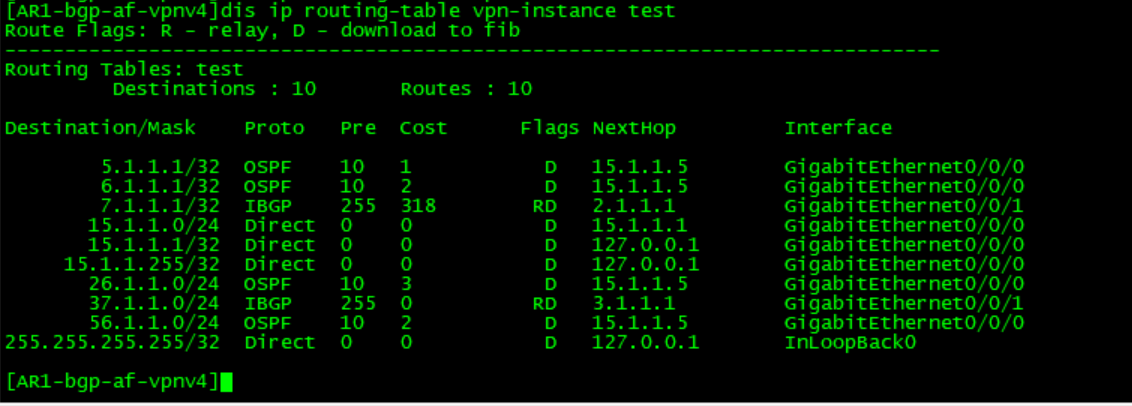 [AR1-bgp-af-vpnv4]dis ip routing-table vpn-instance test
Route Flags: R - relay, D - download to fib
------------------------------------------------------------------------------
Routing Tables: test
         Destinations : 10       Routes : 10

Destination/Mask    Proto   Pre  Cost      Flags NextHop         Interface

        5.1.1.1/32  OSPF    10   1           D   15.1.1.5        GigabitEthernet0/0/0
        6.1.1.1/32  OSPF    10   2           D   15.1.1.5        GigabitEthernet0/0/0
        7.1.1.1/32  IBGP    255  318        RD   2.1.1.1         GigabitEthernet0/0/1
       15.1.1.0/24  Direct  0    0           D   15.1.1.1        GigabitEthernet0/0/0
       15.1.1.1/32  Direct  0    0           D   127.0.0.1       GigabitEthernet0/0/0
     15.1.1.255/32  Direct  0    0           D   127.0.0.1       GigabitEthernet0/0/0
       26.1.1.0/24  OSPF    10   3           D   15.1.1.5        GigabitEthernet0/0/0
       37.1.1.0/24  IBGP    255  0          RD   3.1.1.1         GigabitEthernet0/0/1
       56.1.1.0/24  OSPF    10   2           D   15.1.1.5        GigabitEthernet0/0/0
255.255.255.255/32  Direct  0    0           D   127.0.0.1       InLoopBack0

[AR1-bgp-af-vpnv4]